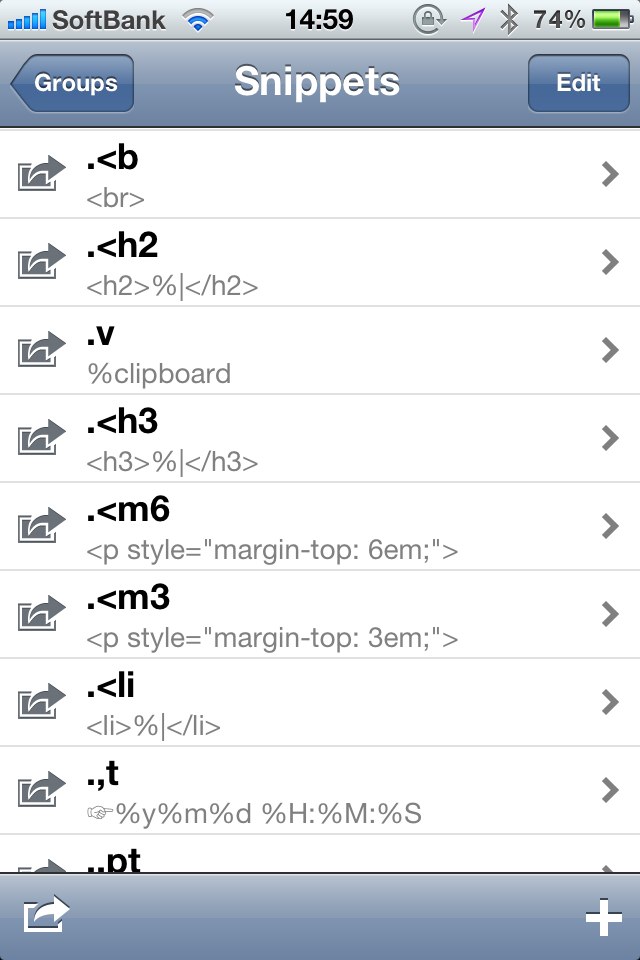 SoftBank 14:59 74%
Groups Snippets Edit
.<b
<br>
.<h2
<h2>%|</h2>
.v
%clipboard
.<h3
<h3>%|</h3>
.<m6
<p style="margin-top: 6em;">
.<m3
<p style="margin-top: 3em;">
.<li
<li>%|</li>
.,t
☞%y%m%d %H:%M:%S
.,pt